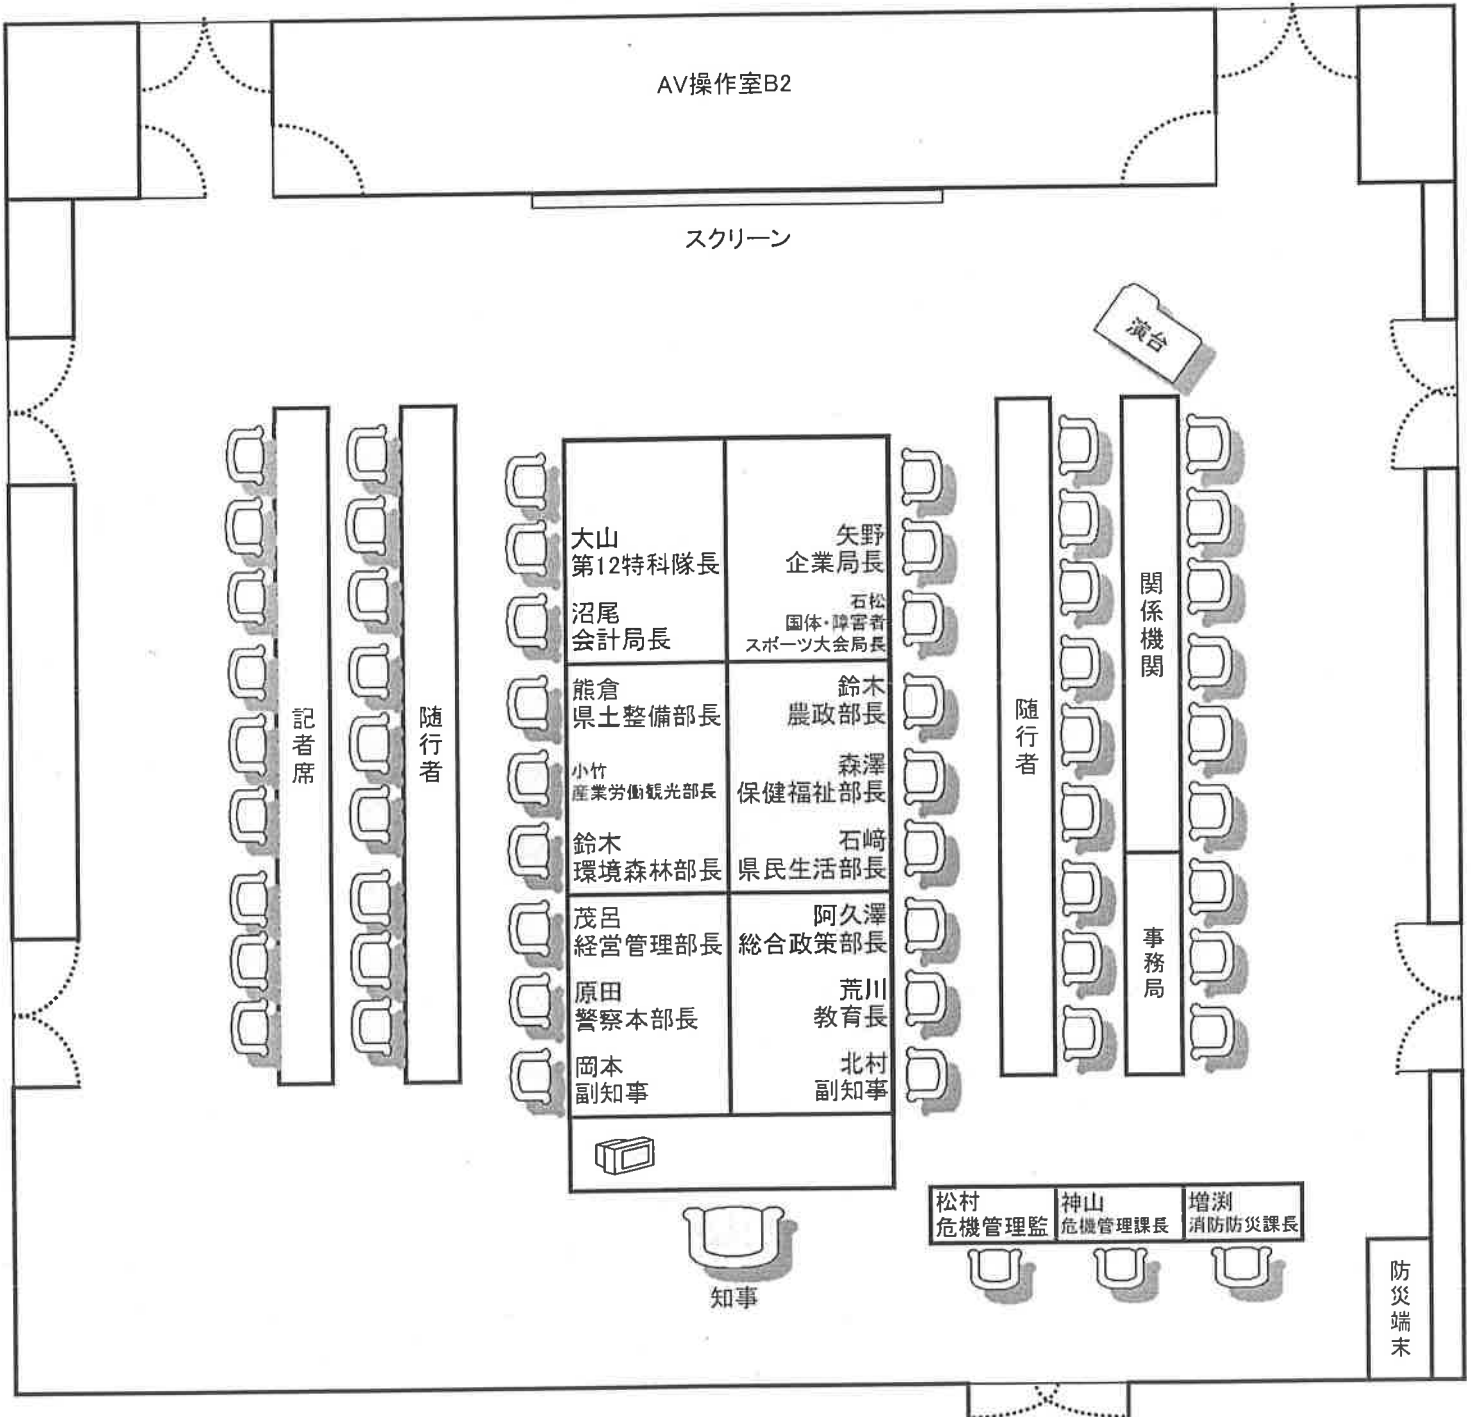 AV操作室B2
スクリーン
演台
大山
第12特科隊長
沼尾
会計局長
熊倉
県土整備部長
小竹
産業労働観光部長
鈴木
環境森林部長
茂呂
経営管理部長
原田
警察本部長
岡本
副知事
矢野
企業局長
石松
国体・障害者
スポーツ大会局長
鈴木
農政部長
森澤
保健福祉部長
石﨑
県民生活部長
阿久澤
総合政策部長
荒川
教育長
北村
副知事
記者席
随行者
随行者
関係機関
事務局
知事
松村
危機管理監
神山
危機管理課長
増渕
消防防災課長
防災端末